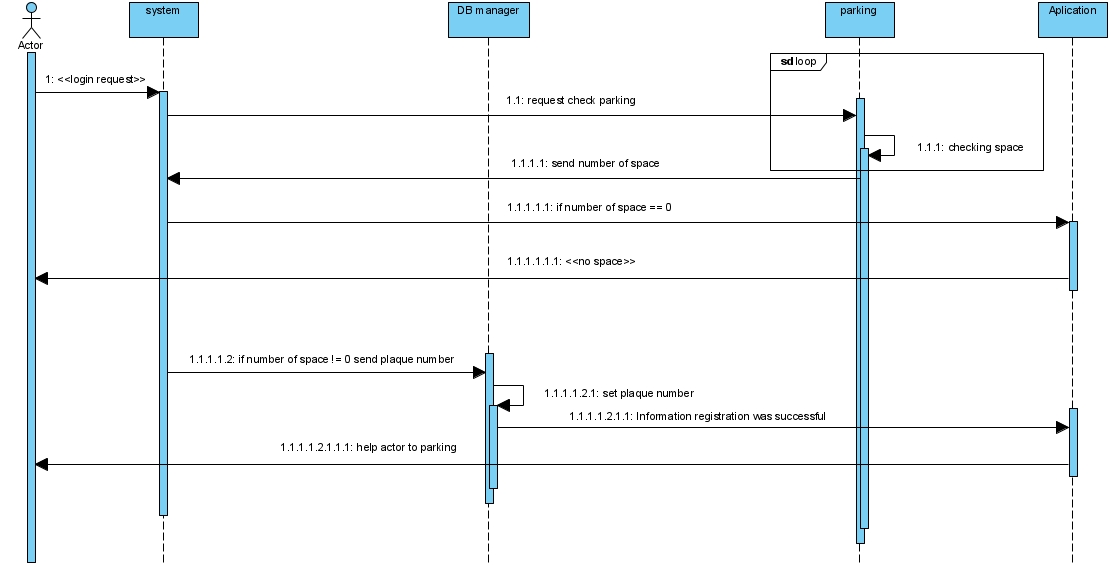 system
DB manager
parking
Aplication
Actor
sd loop
1: <<login request>>
1.1: request check parking
1.1.1: checking space
1.1.1.1: send number of space
1.1.1.1.1: if number of space == 0
1.1.1.1.1.1: <<no space>>
1.1.1.1.2: if number of space != 0 send plaque number
1.1.1.1.2.1: set plaque number
1.1.1.1.2.1.1: Information registration was successful
1.1.1.1.2.1.1.1: help actor to parking